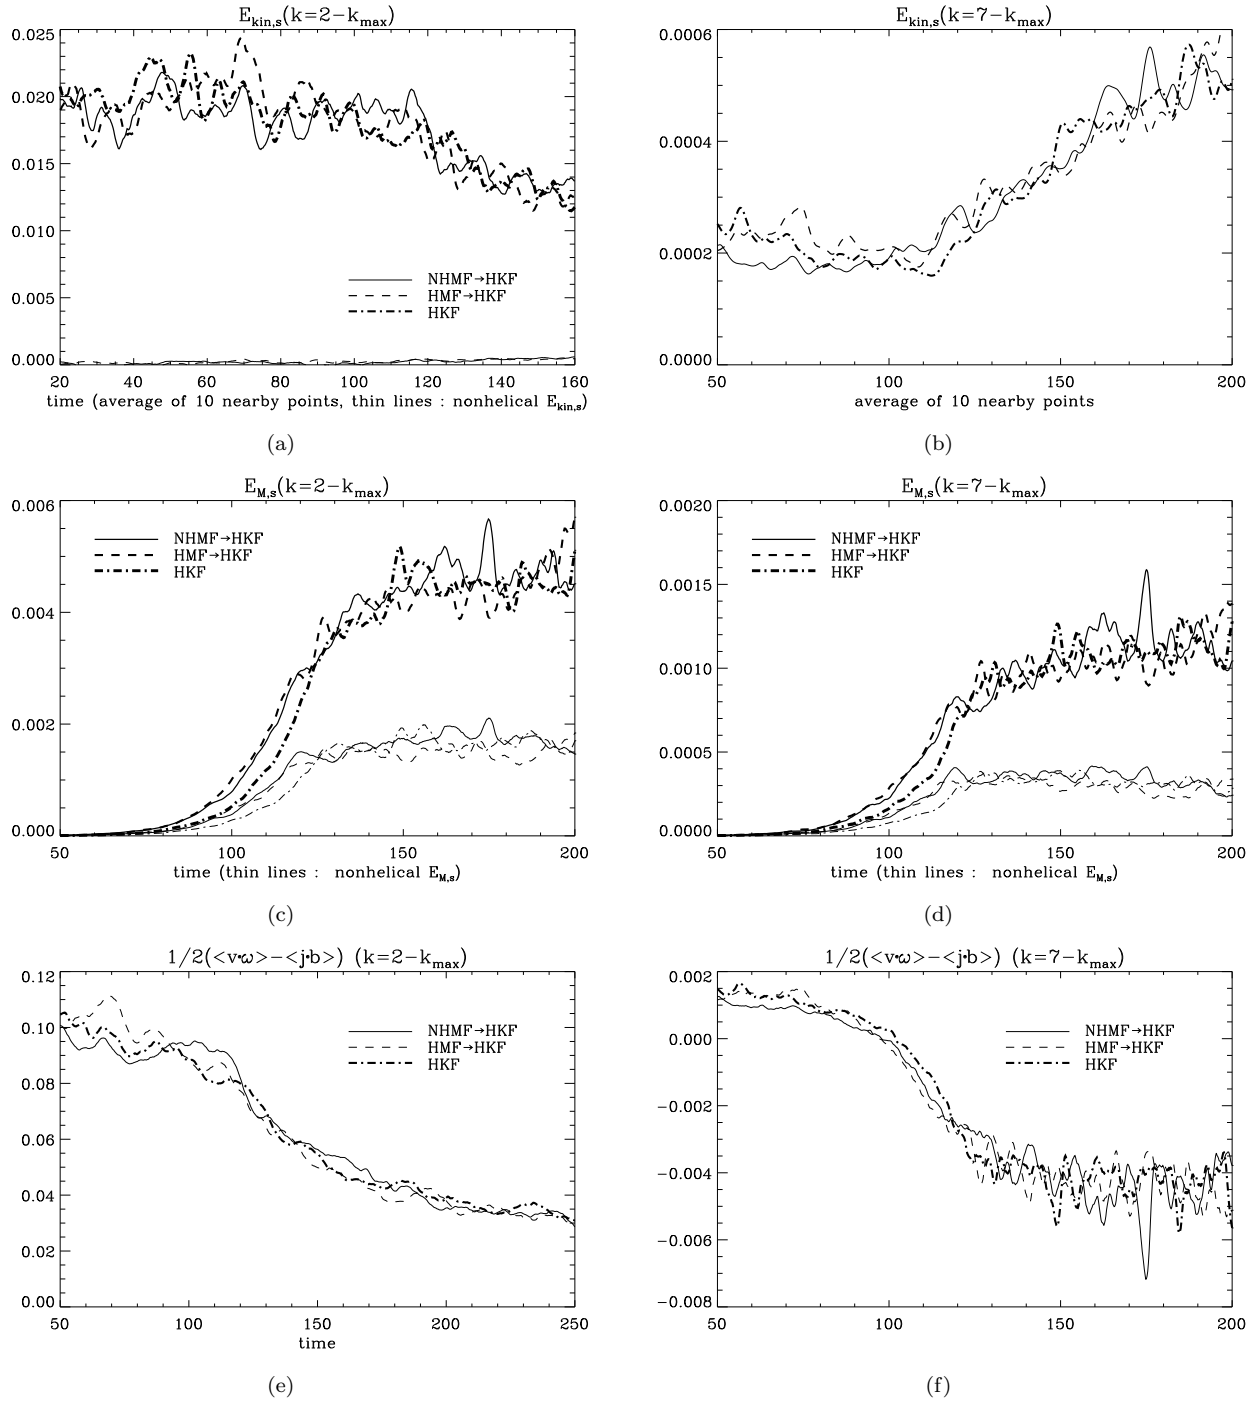 E_kin,s(k=2−k_max)
0.025
0.020
0.015
0.010
0.005
0.000
NHMF→HKF
HMF→HKF
HKF
20 40 60 80 100 120 140 160
time (average of 10 nearby points, thin lines : nonhelical E_kin,s)
(a)
E_kin,s(k=7−k_max)
0.0006
0.0004
0.0002
0.0000
50 100 150 200
average of 10 nearby points
(b)
E_M,s(k=2−k_max)
0.006
0.004
0.002
0.000
NHMF→HKF
HMF→HKF
HKF
50 100 150 200
time (thin lines : nonhelical E_M,s)
(c)
E_M,s(k=7−k_max)
0.0020
0.0015
0.0010
0.0005
0.0000
NHMF→HKF
HMF→HKF
HKF
50 100 150 200
time (thin lines : nonhelical E_M,s)
(d)
1/2(<v·ω>−<j·b>) (k=2−k_max)
0.12
0.10
0.08
0.06
0.04
0.02
0.00
NHMF→HKF
HMF→HKF
HKF
50 100 150 200 250
time
(e)
1/2(<v·ω>−<j·b>) (k=7−k_max)
0.002
0.000
−0.002
−0.004
−0.006
−0.008
NHMF→HKF
HMF→HKF
HKF
50 100 150 200
(f)